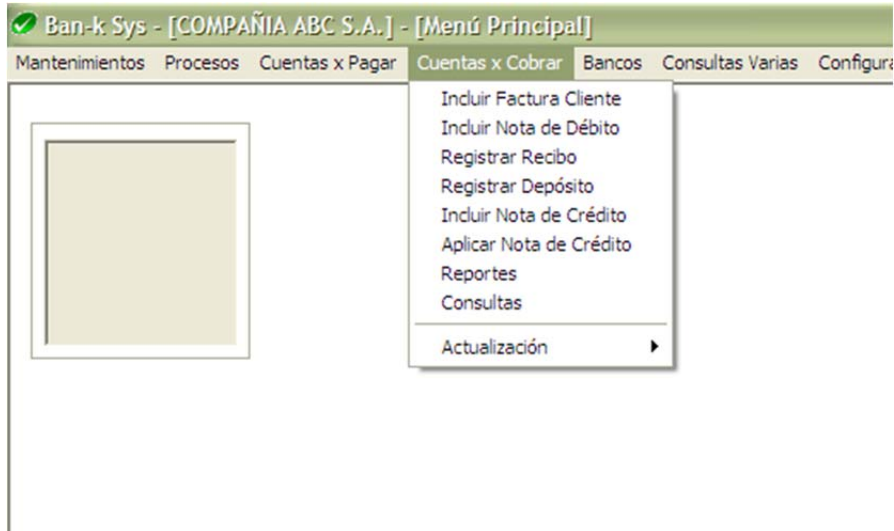 Ban-k Sys - [COMPAÑIA ABC S.A.] - [Menú Principal]
Mantenimientos Procesos Cuentas x Pagar Cuentas x Cobrar Bancos Consultas Varias Configura
Incluir Factura Cliente
Incluir Nota de Débito
Registrar Recibo
Registrar Depósito
Incluir Nota de Crédito
Aplicar Nota de Crédito
Reportes
Consultas
Actualización